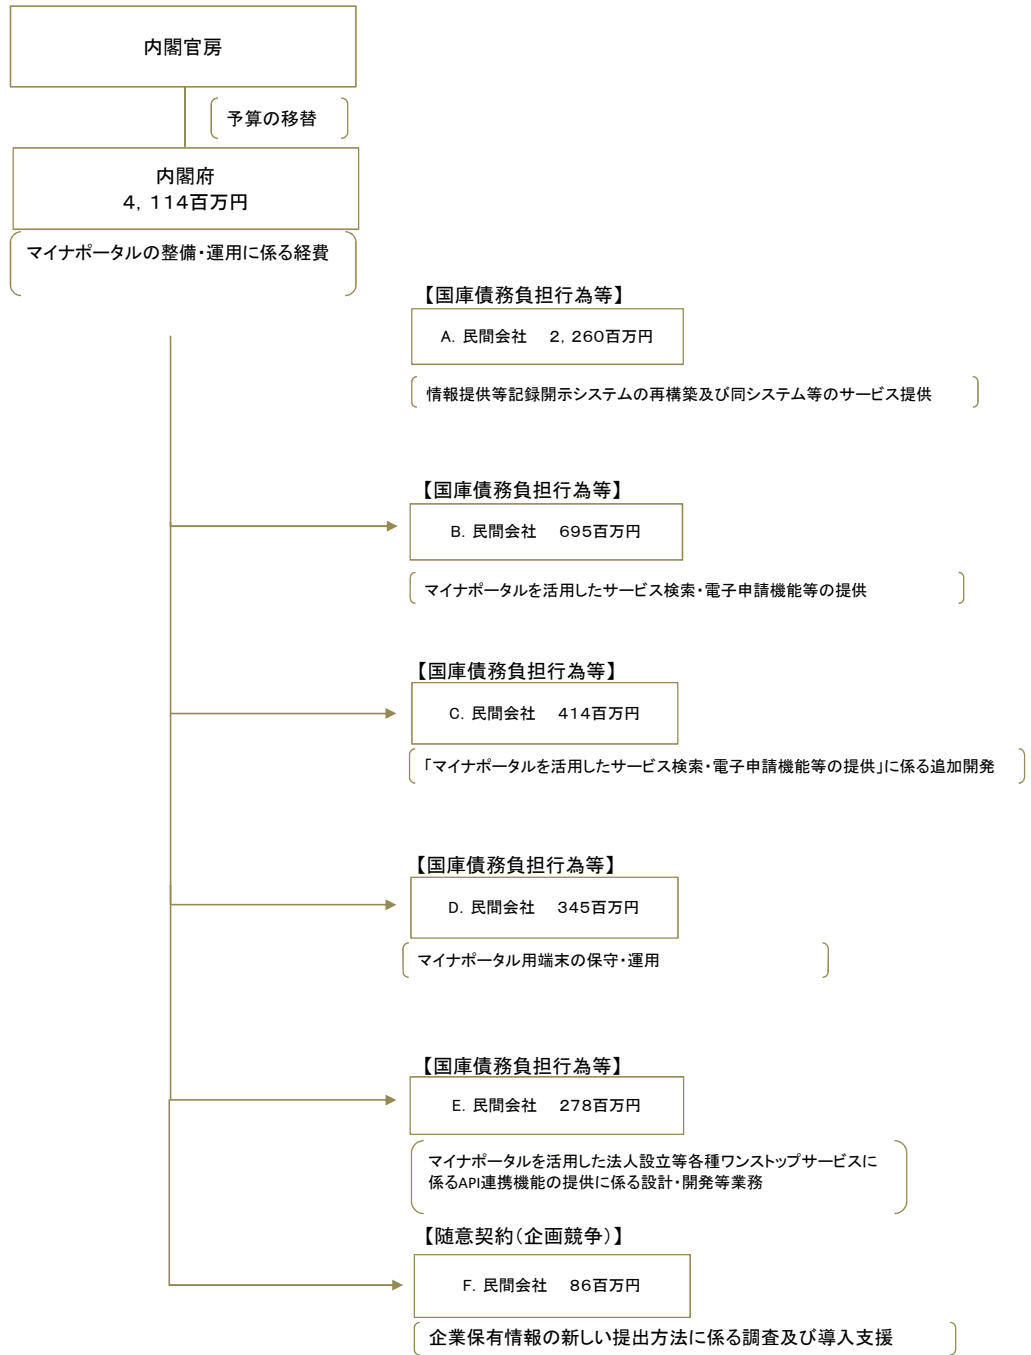 内閣官房
予算の移替
内閣府
4,114百万円
マイナポータルの整備・運用に係る経費
【国庫債務負担行為等】
A. 民間会社 2,260百万円
情報提供等記録開示システムの再構築及び同システム等のサービス提供
【国庫債務負担行為等】
B. 民間会社 695百万円
マイナポータルを活用したサービス検索・電子申請機能等の提供
【国庫債務負担行為等】
C. 民間会社 414百万円
「マイナポータルを活用したサービス検索・電子申請機能等の提供」に係る追加開発
【国庫債務負担行為等】
D. 民間会社 345百万円
マイナポータル用端末の保守・運用
【国庫債務負担行為等】
E. 民間会社 278百万円
マイナポータルを活用した法人設立等各種ワンストップサービスに
係るAPI連携機能の提供に係る設計・開発等業務
【随意契約(企画競争)】
F. 民間会社 86百万円
企業保有情報の新しい提出方法に係る調査及び導入支援